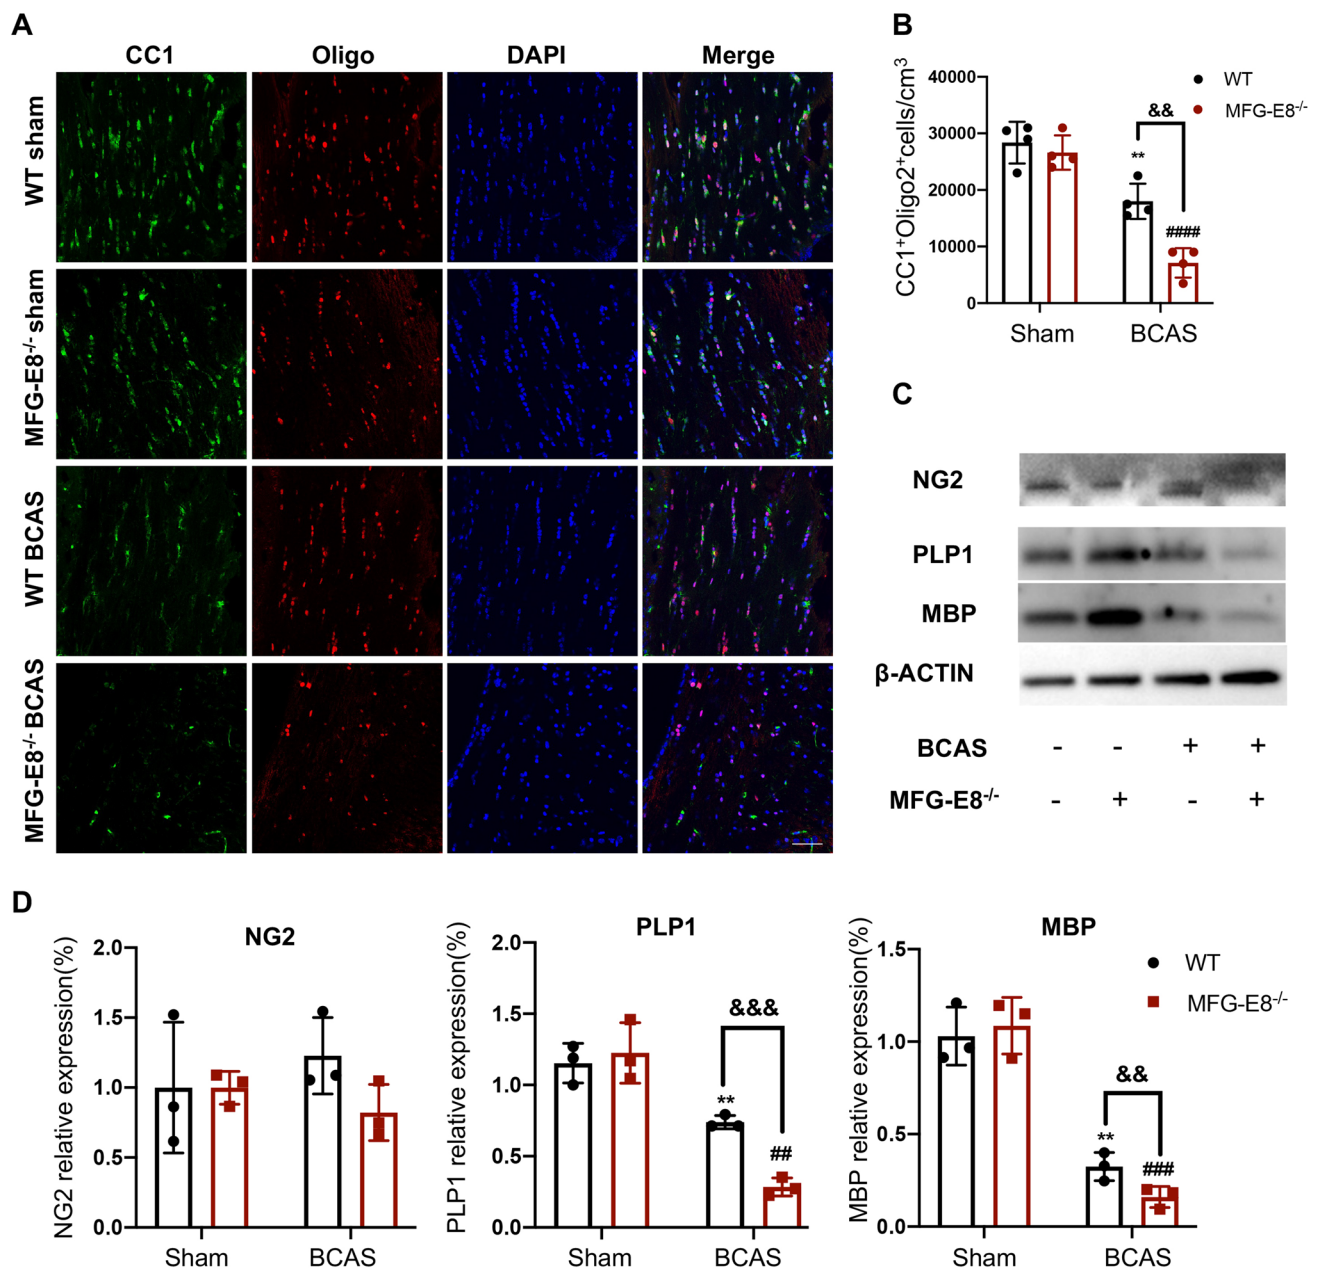 A
CC1 Oligo DAPI Merge
WT sham
MFG-E8-/- sham
WT BCAS
MFG-E8-/- BCAS
B
CC1+Oligo2+cells/cm3
40000
30000
20000
10000
0
WT
MFG-E8-/-
&&
**
####
Sham BCAS
C
NG2
PLP1
MBP
β-ACTIN
BCAS - - + +
MFG-E8-/- - + - +
D
NG2
NG2 relative expression(%)
2.0
1.5
1.0
0.5
0.0
Sham BCAS
PLP1
PLP1 relative expression(%)
2.0
1.5
1.0
0.5
0.0
&&&
**
##
Sham BCAS
MBP
MBP relative expression(%)
1.5
1.0
0.5
0.0
WT
MFG-E8-/-
&&
**
###
Sham BCAS